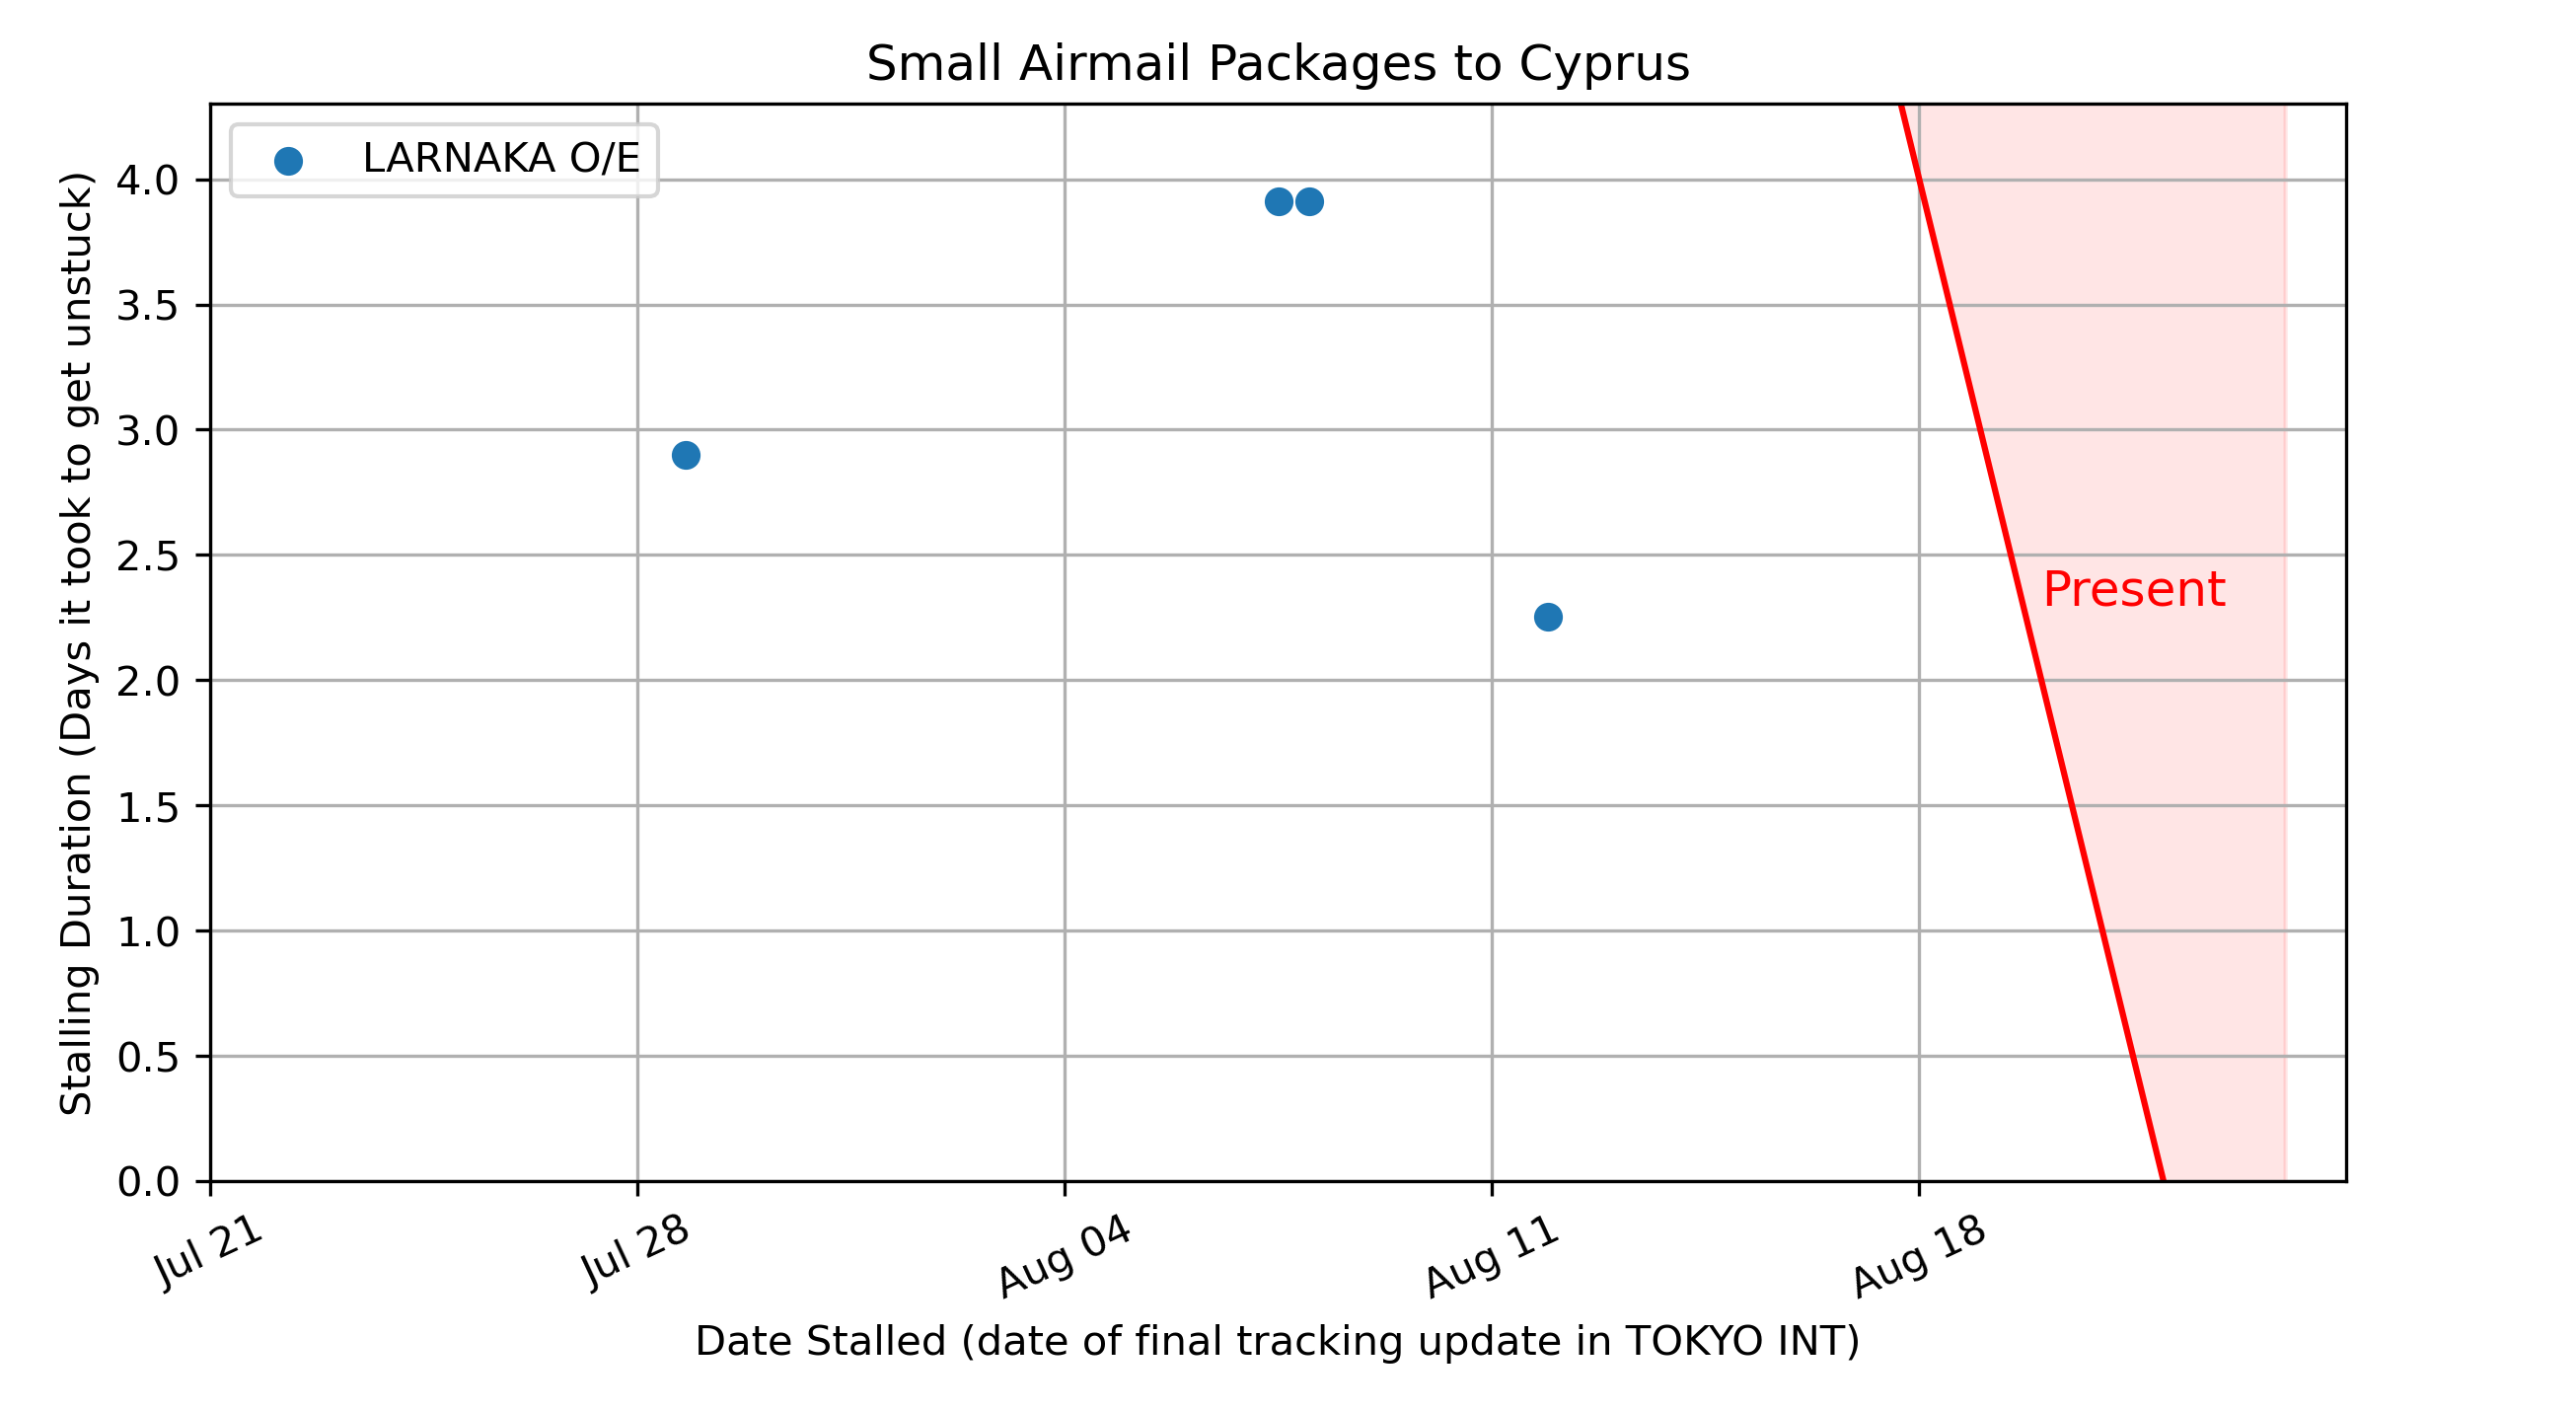 Small Airmail Packages to Cyprus
LARNAKA O/E
Stalling Duration (Days it took to get unstuck)
4.0
3.5
3.0
2.5
2.0
1.5
1.0
0.5
0.0
Present
Jul 21
Jul 28
Aug 04
Aug 11
Aug 18
Date Stalled (date of final tracking update in TOKYO INT)